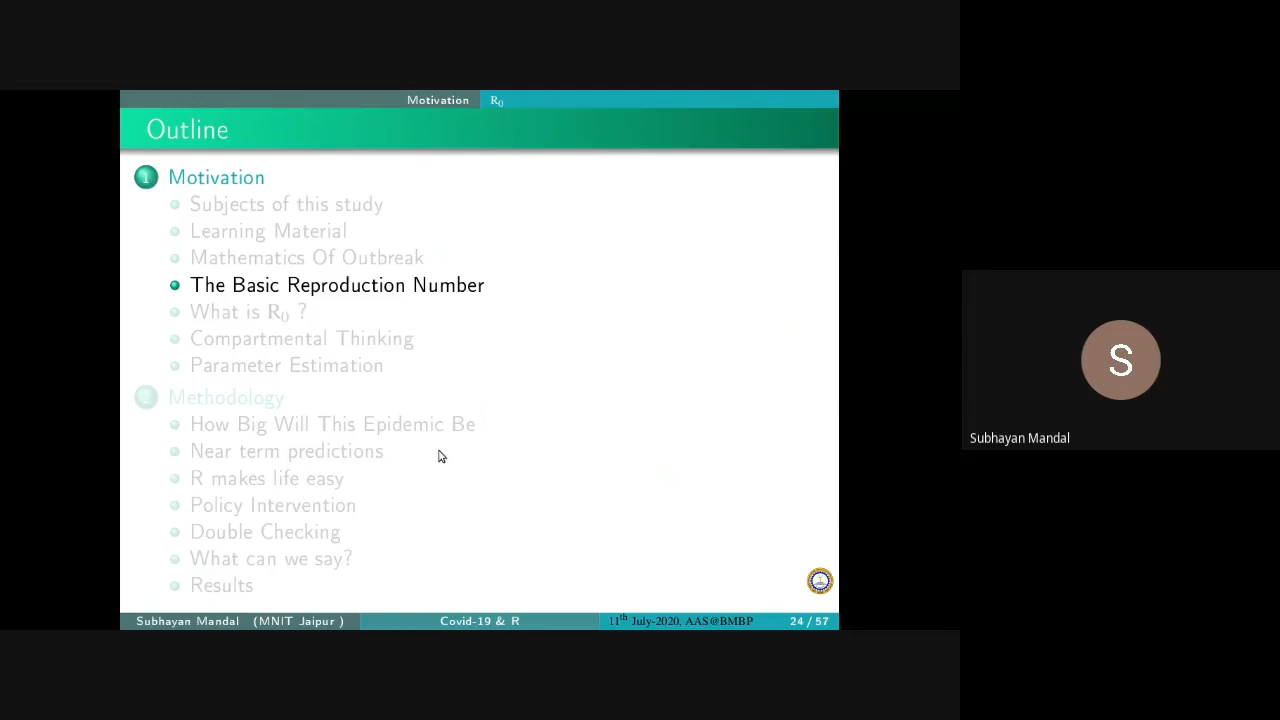 Motivation R₀
Outline
1 Motivation
Subjects of this study
Learning Material
Mathematics Of Outbreak
The Basic Reproduction Number
What is R₀ ?
Compartmental Thinking
Parameter Estimation
2 Methodology
How Big Will This Epidemic Be
Near term predictions
R makes life easy
Policy Intervention
Double Checking
What can we say?
Results
Subhayan Mandal (MNIT Jaipur ) Covid-19 & R 11th July-2020, AAS@BMBP 24 / 57
S
Subhayan Mandal